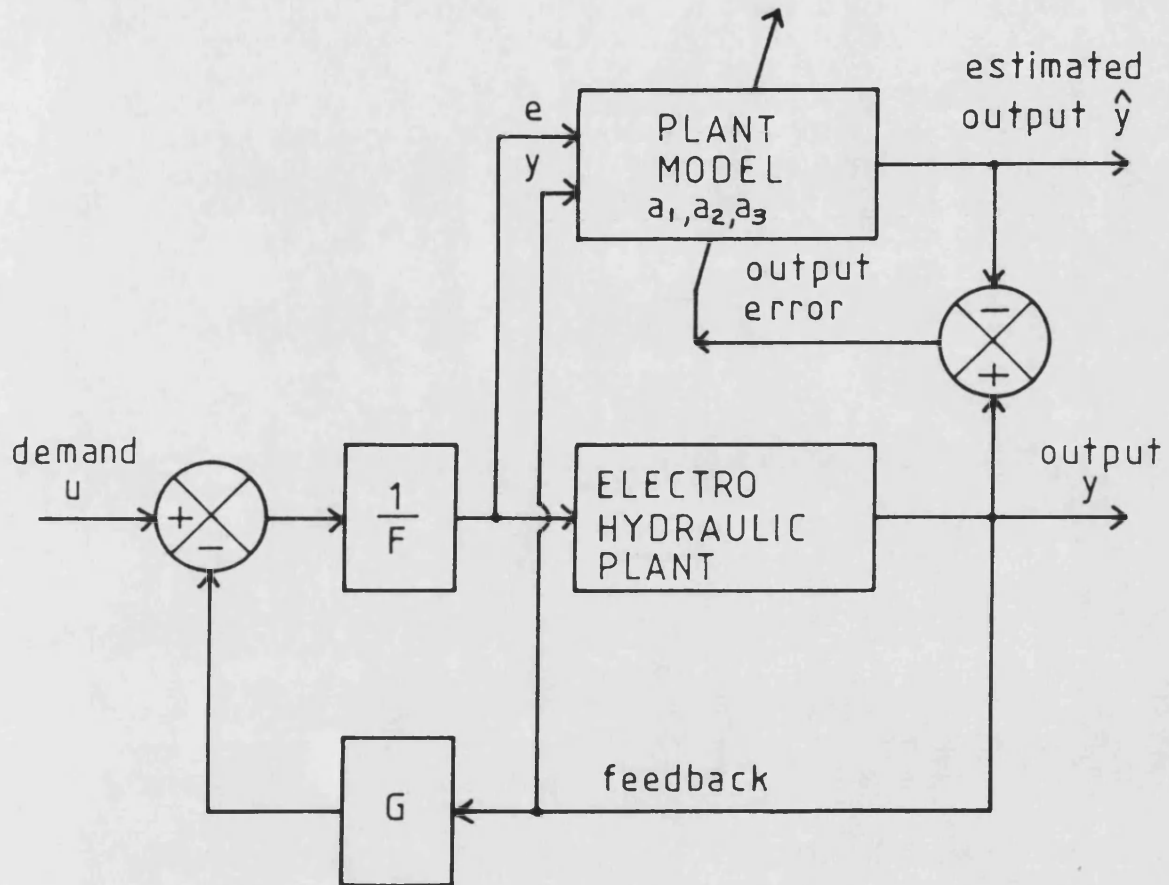 estimated
output ŷ
e
y
PLANT
MODEL
a₁,a₂,a₃
output
error
−
+
demand
u
+
−
1
F
ELECTRO
HYDRAULIC
PLANT
output
y
feedback
G